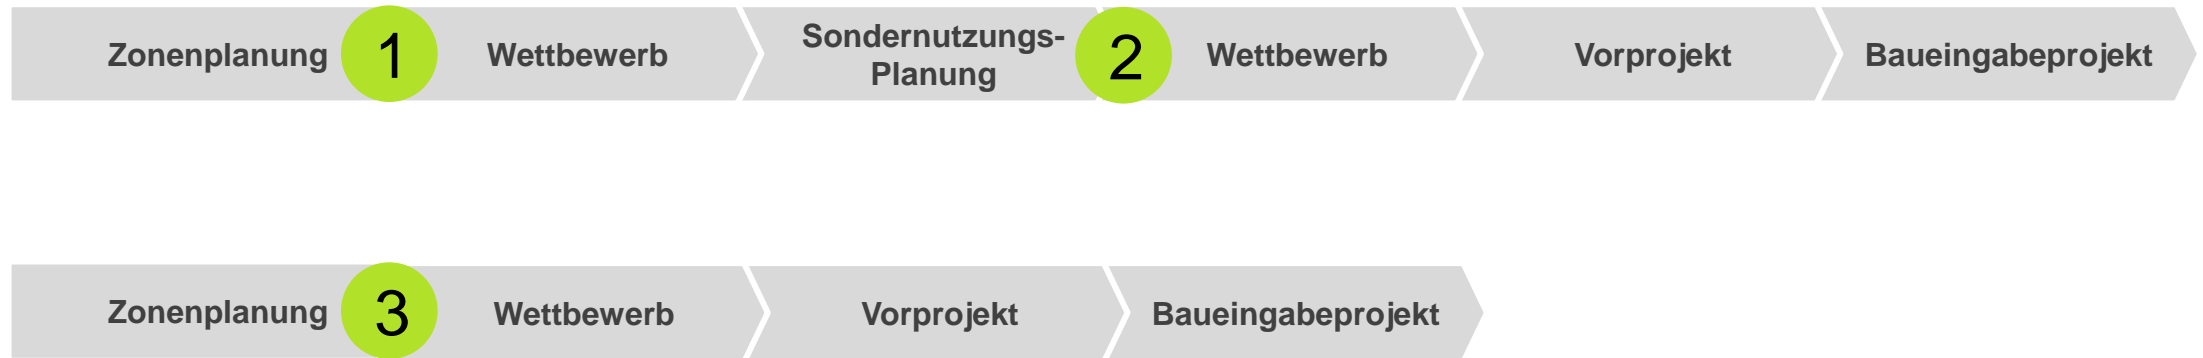 Zonenplanung 1 Wettbewerb Sondernutzungs-
Planung 2 Wettbewerb Vorprojekt Baueingabeprojekt
Zonenplanung 3 Wettbewerb Vorprojekt Baueingabeprojekt